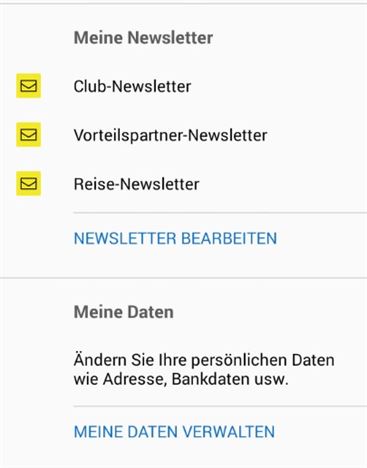 Meine Newsletter
Club-Newsletter
Vorteilspartner-Newsletter
Reise-Newsletter
NEWSLETTER BEARBEITEN
Meine Daten
Ändern Sie Ihre persönlichen Daten
wie Adresse, Bankdaten usw.
MEINE DATEN VERWALTEN